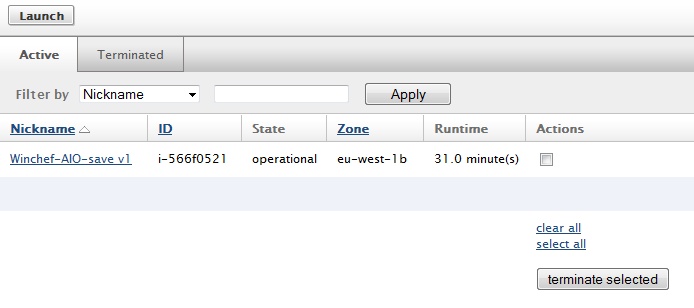 Launch
Active Terminated
Filter by Nickname Apply
Nickname ID State Zone Runtime Actions
Winchef-AIO-save v1 i-566f0521 operational eu-west-1b 31.0 minute(s)
clear all
select all
terminate selected